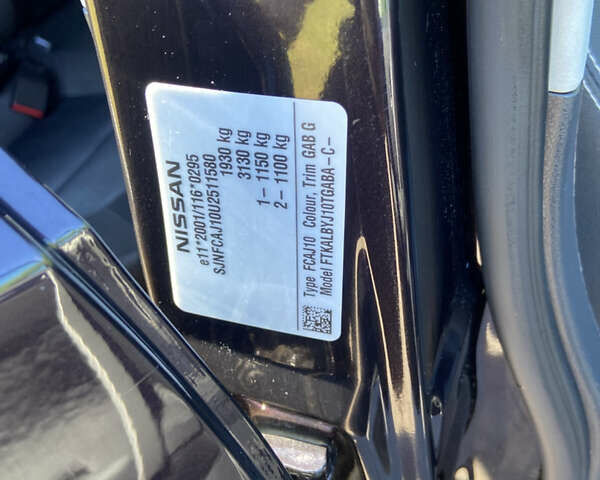 NISSAN
e11*2001/116*0295
SJNFCAJ10U2511580
1930 kg
3130 kg
1– 1150 kg
2– 1100 kg
Type FCAJ10 Colour, Trim GAB G
Model FTKALBYJ10TGABA–C–